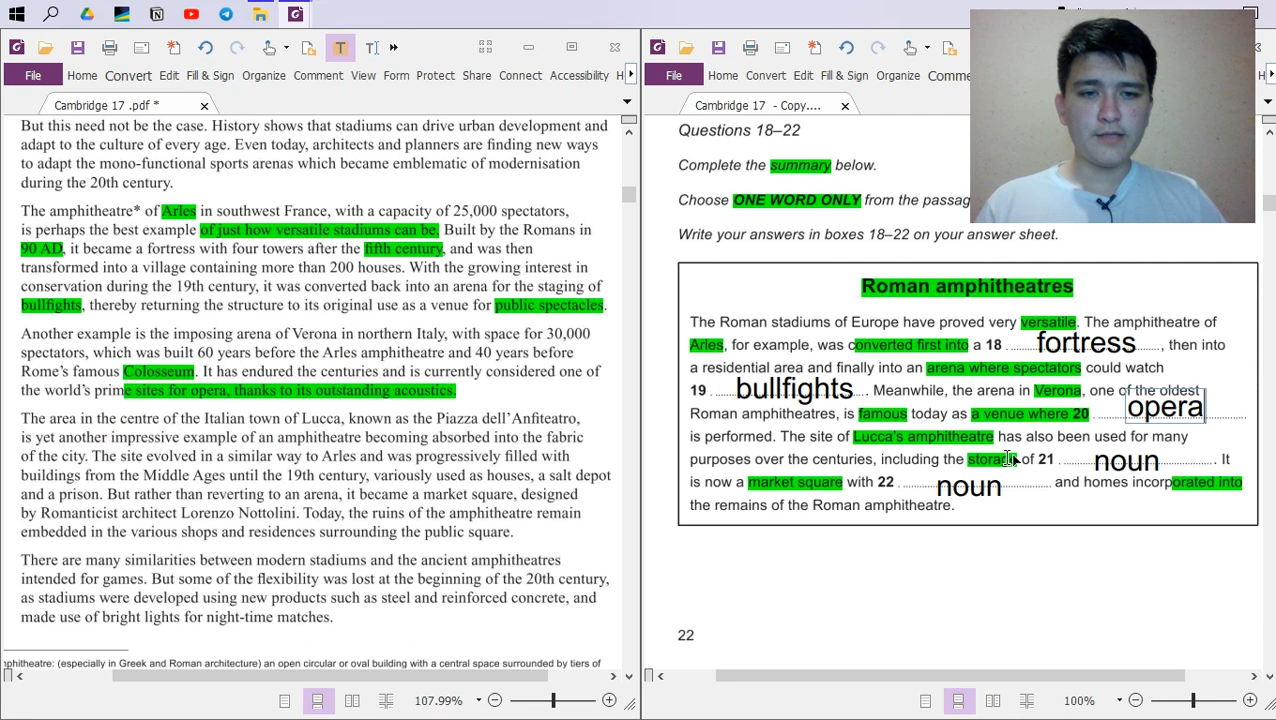 File Home Convert Edit Fill & Sign Organize Comment View Form Protect Share Connect Accessibility H
Cambridge 17 .pdf *
But this need not be the case. History shows that stadiums can drive urban development and
adapt to the culture of every age. Even today, architects and planners are finding new ways
to adapt the mono-functional sports arenas which became emblematic of modernisation
during the 20th century.
The amphitheatre* of Arles in southwest France, with a capacity of 25,000 spectators,
is perhaps the best example of just how versatile stadiums can be. Built by the Romans in
90 AD, it became a fortress with four towers after the fifth century, and was then
transformed into a village containing more than 200 houses. With the growing interest in
conservation during the 19th century, it was converted back into an arena for the staging of
bullfights, thereby returning the structure to its original use as a venue for public spectacles.
Another example is the imposing arena of Verona in northern Italy, with space for 30,000
spectators, which was built 60 years before the Arles amphitheatre and 40 years before
Rome's famous Colosseum. It has endured the centuries and is currently considered one of
the world's prime sites for opera, thanks to its outstanding acoustics.
The area in the centre of the Italian town of Lucca, known as the Piazza dell'Anfiteatro,
is yet another impressive example of an amphitheatre becoming absorbed into the fabric
of the city. The site evolved in a similar way to Arles and was progressively filled with
buildings from the Middle Ages until the 19th century, variously used as houses, a salt depot
and a prison. But rather than reverting to an arena, it became a market square, designed
by Romanticist architect Lorenzo Nottolini. Today, the ruins of the amphitheatre remain
embedded in the various shops and residences surrounding the public square.
There are many similarities between modern stadiums and the ancient amphitheatres
intended for games. But some of the flexibility was lost at the beginning of the 20th century,
as stadiums were developed using new products such as steel and reinforced concrete, and
made use of bright lights for night-time matches.
phitheatre: (especially in Greek and Roman architecture) an open circular or oval building with a central space surrounded by tiers of
107.99%
File Home Convert Edit Fill & Sign Organize Comme
Cambridge 17 - Copy....
Questions 18–22
Complete the summary below.
Choose ONE WORD ONLY from the passag
Write your answers in boxes 18–22 on your answer sheet.
Roman amphitheatres
The Roman stadiums of Europe have proved very versatile. The amphitheatre of
Arles, for example, was converted first into a 18 fortress, then into
a residential area and finally into an arena where spectators could watch
19 bullfights. Meanwhile, the arena in Verona, one of the oldest
Roman amphitheatres, is famous today as a venue where 20 opera
is performed. The site of Lucca's amphitheatre has also been used for many
purposes over the centuries, including the storage of 21 noun. It
is now a market square with 22 noun and homes incorporated into
the remains of the Roman amphitheatre.
22
100%